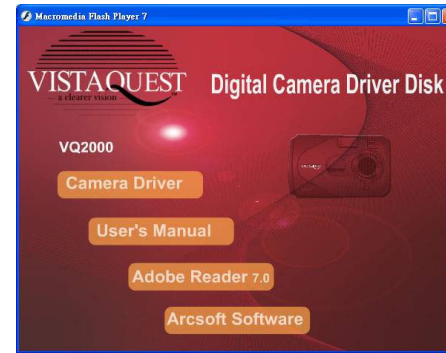 Macromedia Flash Player 7
VISTAQUEST
a clearer vision
Digital Camera Driver Disk
VQ2000
Camera Driver
User's Manual
Adobe Reader 7.0
Arcsoft Software